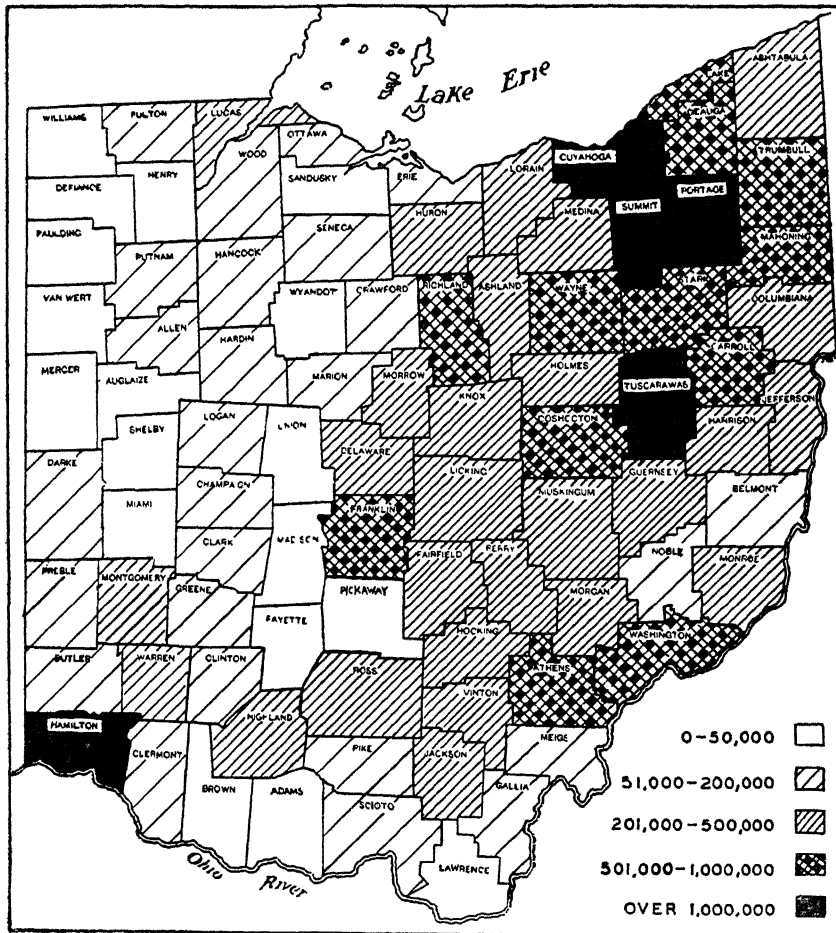 Lake Erie
ASHTABULA
LAKE
GEAUGA
WILLIAMS
FULTON
LUCAS
OTTAWA
WOOD
CUYAHOGA
TRUMBULL
HENRY
SANDUSKY
ERIE
LORAIN
DEFIANCE
SUMMIT
PORTAGE
HURON
MEDINA
PAULDING
SENECA
MAHONING
PUTNAM
HANCOCK
RICHLAND
ASHLAND
WAYNE
STARK
VAN WERT
WYANDOT
CRAWFORD
COLUMBIANA
ALLEN
HARDIN
CARROLL
HOLMES
MERCER
AUGLAIZE
MARION
MORROW
TUSCARAWAS
KNOX
JEFFERSON
LOGAN
UNION
COSHOCTON
HARRISON
SHELBY
DELAWARE
DARKE
LICKING
GUERNSEY
CHAMPAIGN
BELMONT
MIAMI
NIUSKINGUM
FRANKLIN
CLARK
MADISON
FAIRFIELD
PERRY
NOBLE
MONROE
PREBLE
MONTGOMERY
GREENE
PICKAWAY
MORGAN
FAYETTE
HOCKING
WASHINGTON
BUTLER
WARREN
CLINTON
ROSS
ATHENS
VINTON
HIGHLAND
HAMILTON
MEIGS
0-50,000
CLERMONT
PIKE
JACKSON
51,000-200,000
BROWN
ADAMS
SCIOTO
GALLIA
201,000-500,000
Ohio River
LAWRENCE
501,000-1,000,000
OVER 1,000,000